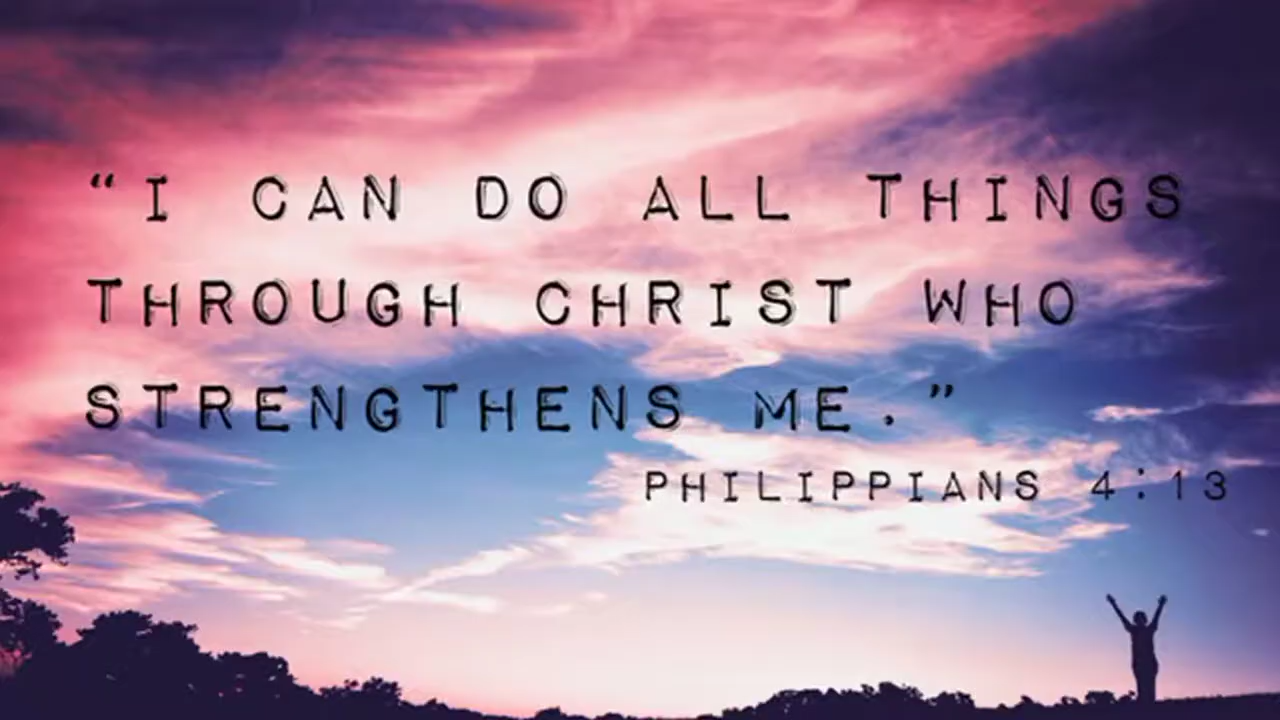 “I CAN DO ALL THINGS
THROUGH CHRIST WHO
STRENGTHENS ME.”
PHILIPPIANS 4:13